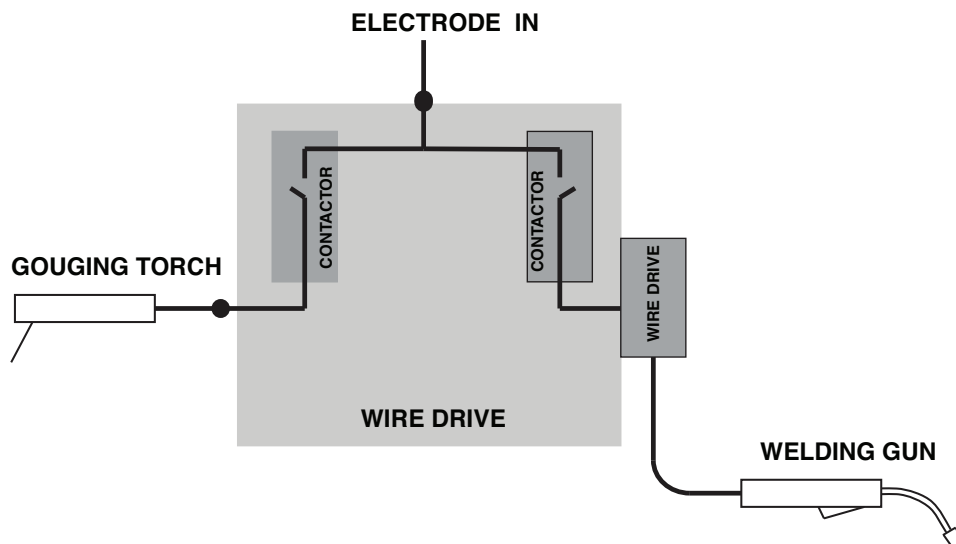 ELECTRODE IN
CONTACTOR
CONTACTOR
GOUGING TORCH
WIRE DRIVE
WIRE DRIVE
WELDING GUN